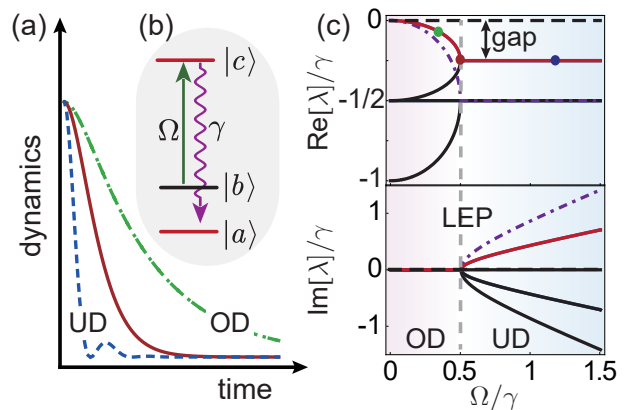 (a)
dynamics
UD
OD
time
(b)
|c⟩
Ω
γ
|b⟩
|a⟩
(c)
Re[λ]/γ
0
-1/2
-1
gap
Im[λ]/γ
1
0
-1
LEP
OD
UD
0
0.5
1.0
1.5
Ω/γ